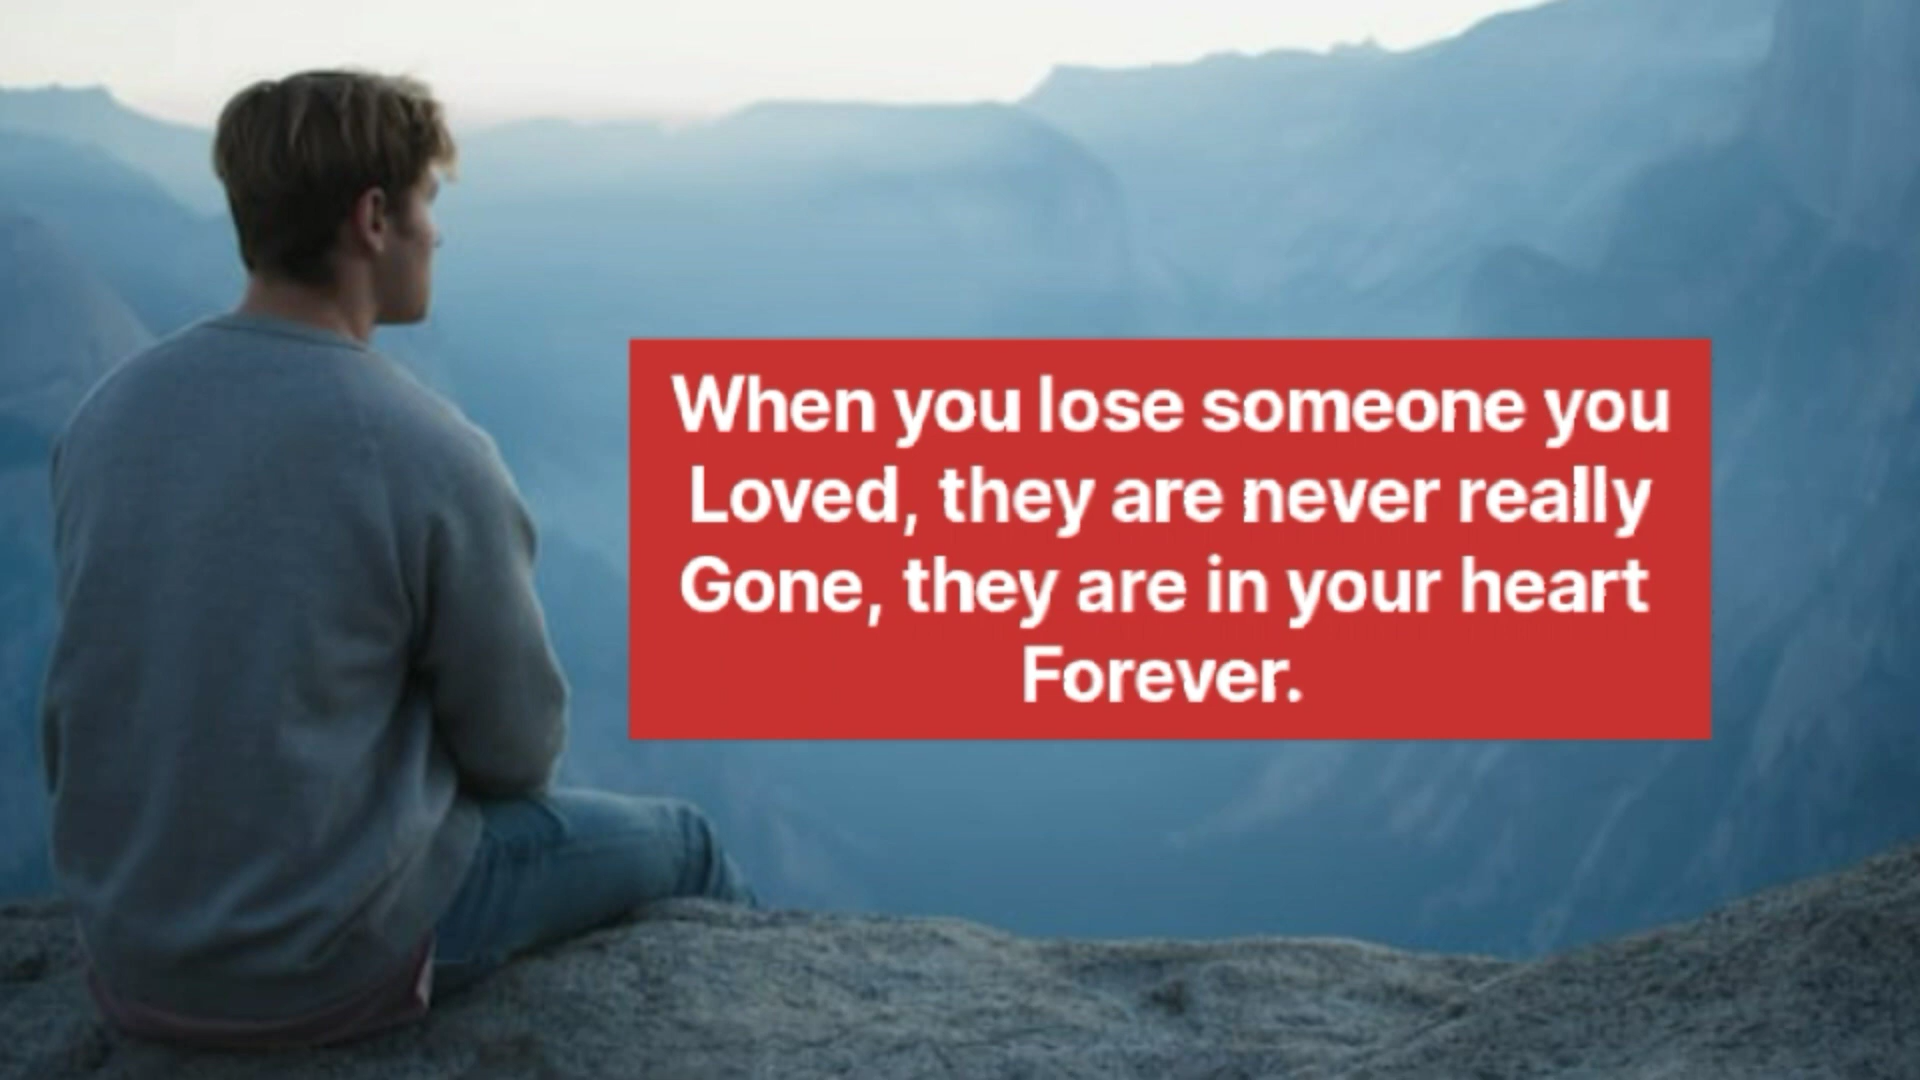 When you lose someone you
Loved, they are never really
Gone, they are in your heart
Forever.